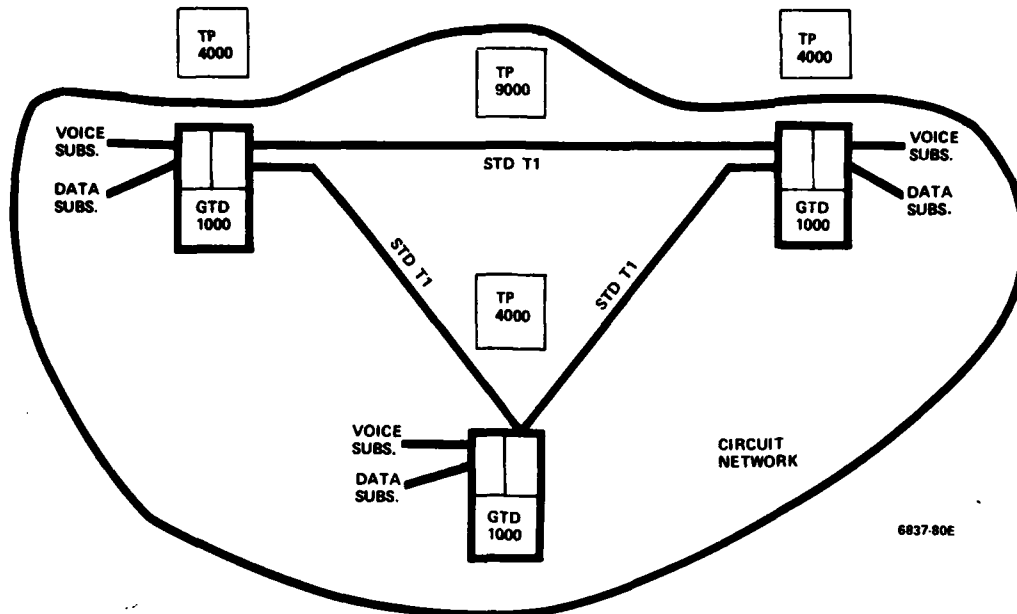 TP
4000
TP
9000
TP
4000
VOICE
SUBS.
DATA
SUBS.
GTD
1000
STD T1
VOICE
SUBS.
DATA
SUBS.
GTD
1000
STD T1
STD T1
TP
4000
VOICE
SUBS.
DATA
SUBS.
GTD
1000
CIRCUIT
NETWORK
6837-80E